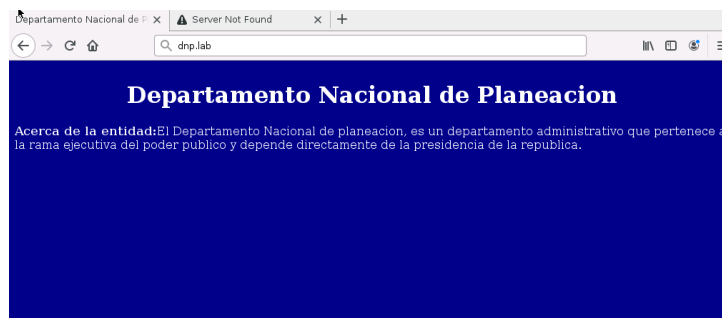 Departamento Nacional de P
Server Not Found
dnp.lab
Departamento Nacional de Planeacion
Acerca de la entidad:El Departamento Nacional de planeacion, es un departamento administrativo que pertenece a
la rama ejecutiva del poder publico y depende directamente de la presidencia de la republica.